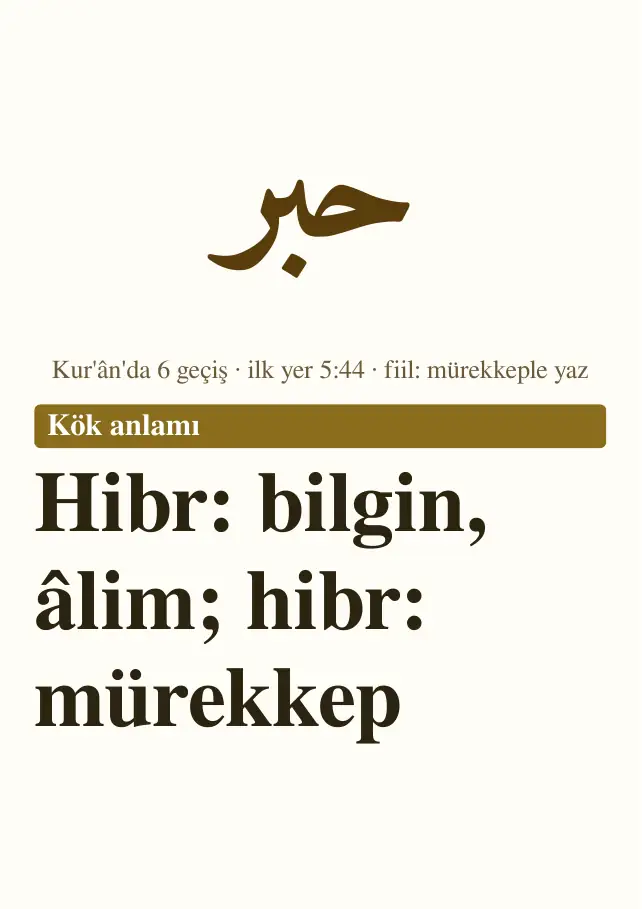 حبر
Kur'ân'da 6 geçiş · ilk yer 5:44 · fiil: mürekkeple yaz
Kök anlamı
Hibr: bilgin,
âlim; hibr:
mürekkep